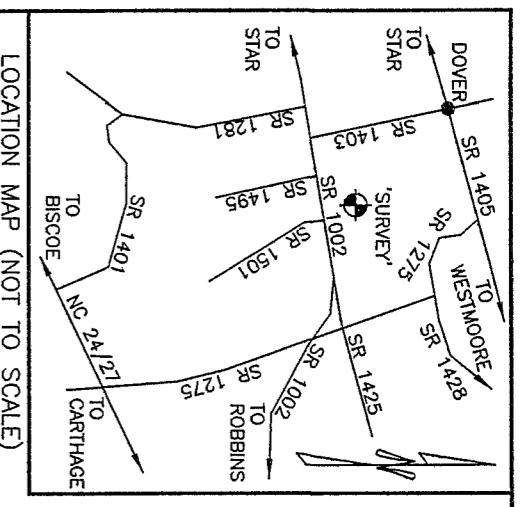 TO
STAR
DOVER
SR 1405
TO
WESTMOORE
SR 1275
SR 1428
SR 1403
TO
STAR
'SURVEY'
SR 1281
SR 1495
SR 1002
SR 1501
SR 1425
SR 1002
TO
ROBBINS
SR 1275
SR 1401
TO
BISCOE
NC 24/27
TO
CARTHAGE
LOCATION MAP (NOT TO SCALE)